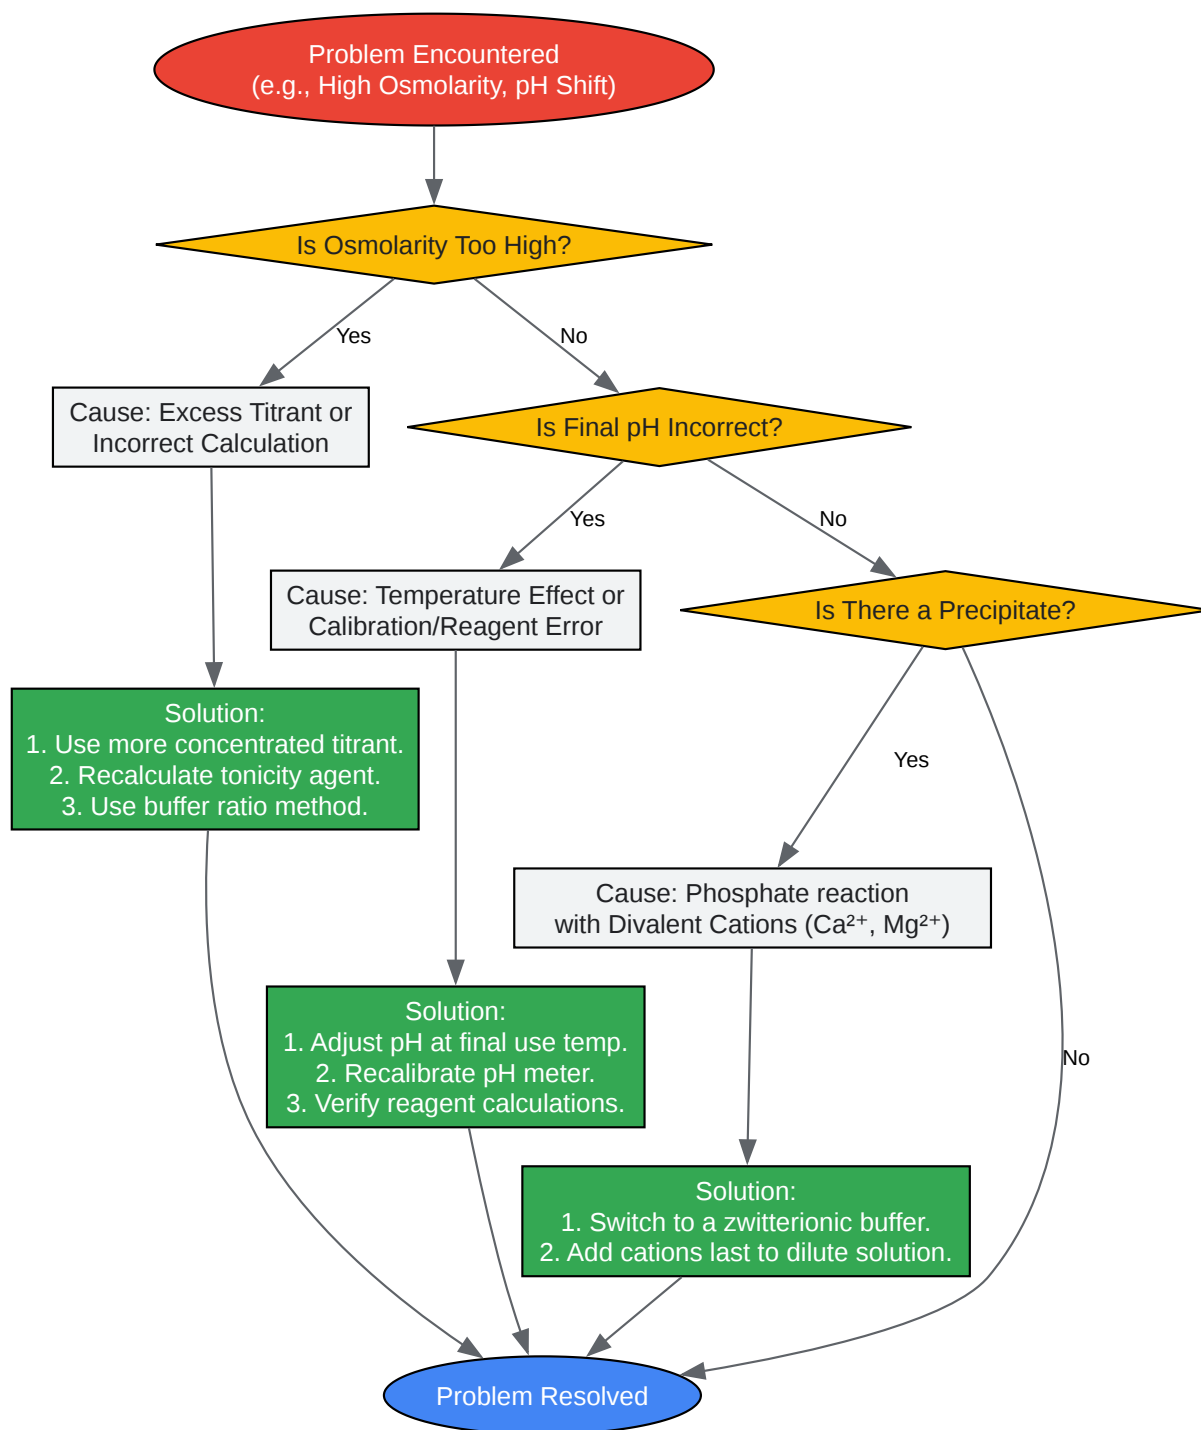 Problem Encountered
(e.g., High Osmolarity, pH Shift)
Is Osmolarity Too High?
Yes
No
Cause: Excess Titrant or
Incorrect Calculation
Is Final pH Incorrect?
Yes
No
Cause: Temperature Effect or
Calibration/Reagent Error
Is There a Precipitate?
Solution:
1. Use more concentrated titrant.
2. Recalculate tonicity agent.
3. Use buffer ratio method.
Yes
No
Cause: Phosphate reaction
with Divalent Cations (Ca²⁺, Mg²⁺)
Solution:
1. Adjust pH at final use temp.
2. Recalibrate pH meter.
3. Verify reagent calculations.
Solution:
1. Switch to a zwitterionic buffer.
2. Add cations last to dilute solution.
Problem Resolved